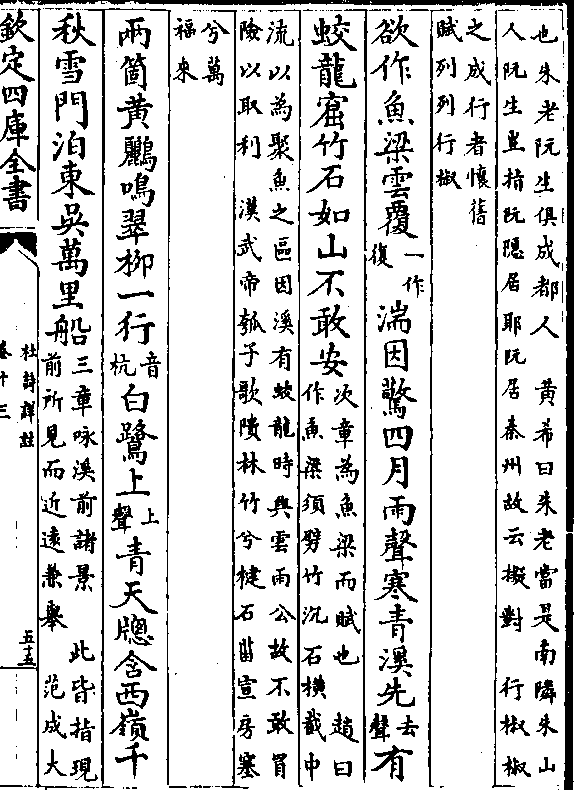 也朱老阮生俱成都人　黄希曰朱老當是南隣朱山
人阮生豈指阮隠居耶阮居秦州故云擬對　行椒椒
之成行者懷舊
賦列列行椒
欲作魚梁雲覆一作復湍因驚四月雨聲寒青溪先去聲有
蛟龍窟竹石如山不敢安次章為魚梁而賦也　趙曰
作魚梁須劈竹沉石横截中
流以為聚魚之區因溪有蛟龍時興雲雨公故不敢冒
險以取利　漢武帝瓠子歌隤林竹兮楗石菑宣房塞
兮萬
福来
兩箇黄鸝鳴翠柳一行音杭白鷺上上聲青天牕含西嶺千
秋雪門泊東吳萬里船三章咏溪前諸景　此皆指現
前所見而近逺兼舉　范成大
欽定四庫全書
杜詩詳註
卷十三
五十五